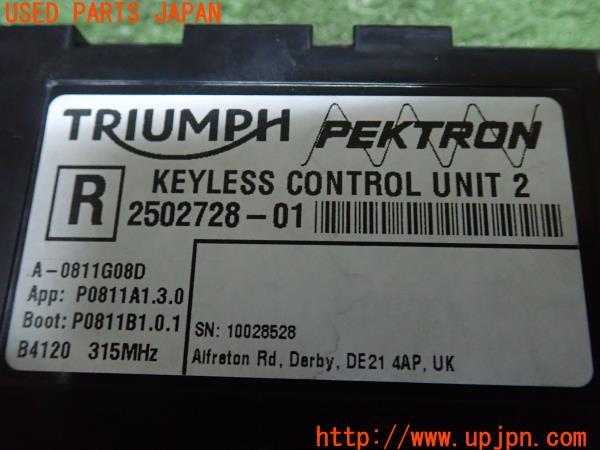 USED PARTS JAPAN
TRIUMPH PEKTRON
R KEYLESS CONTROL UNIT 2
2502728-01
A-0811G08D
App: P0811A1.3.0
Boot: P0811B1.0.1
B4120 315MHz
SN: 10028528
Alfreton Rd, Derby, DE21 4AP, UK
http://www.upjpn.com